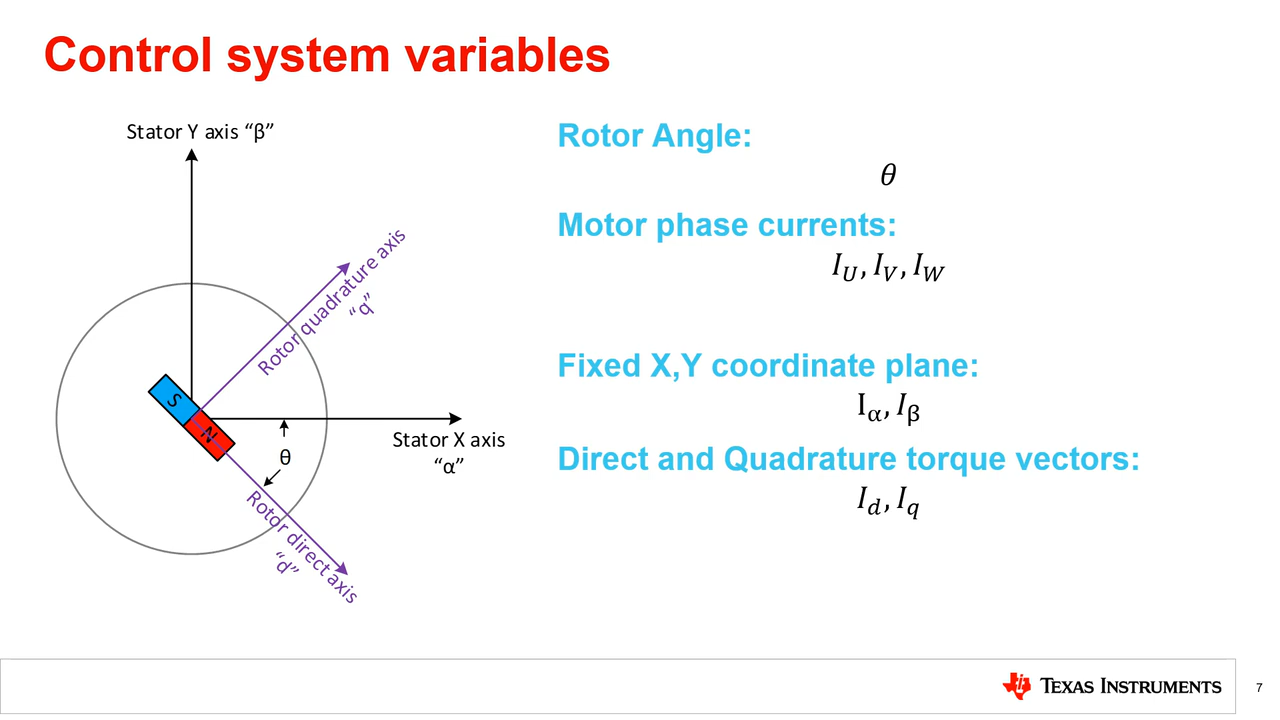 Control system variables
Stator Y axis “β”
Rotor quadrature axis
“q”
S
N
Stator X axis
“α”
θ
Rotor direct axis
“d”
Rotor Angle:
θ
Motor phase currents:
I_U, I_V, I_W
Fixed X,Y coordinate plane:
I_α, I_β
Direct and Quadrature torque vectors:
I_d, I_q
TEXAS INSTRUMENTS
7